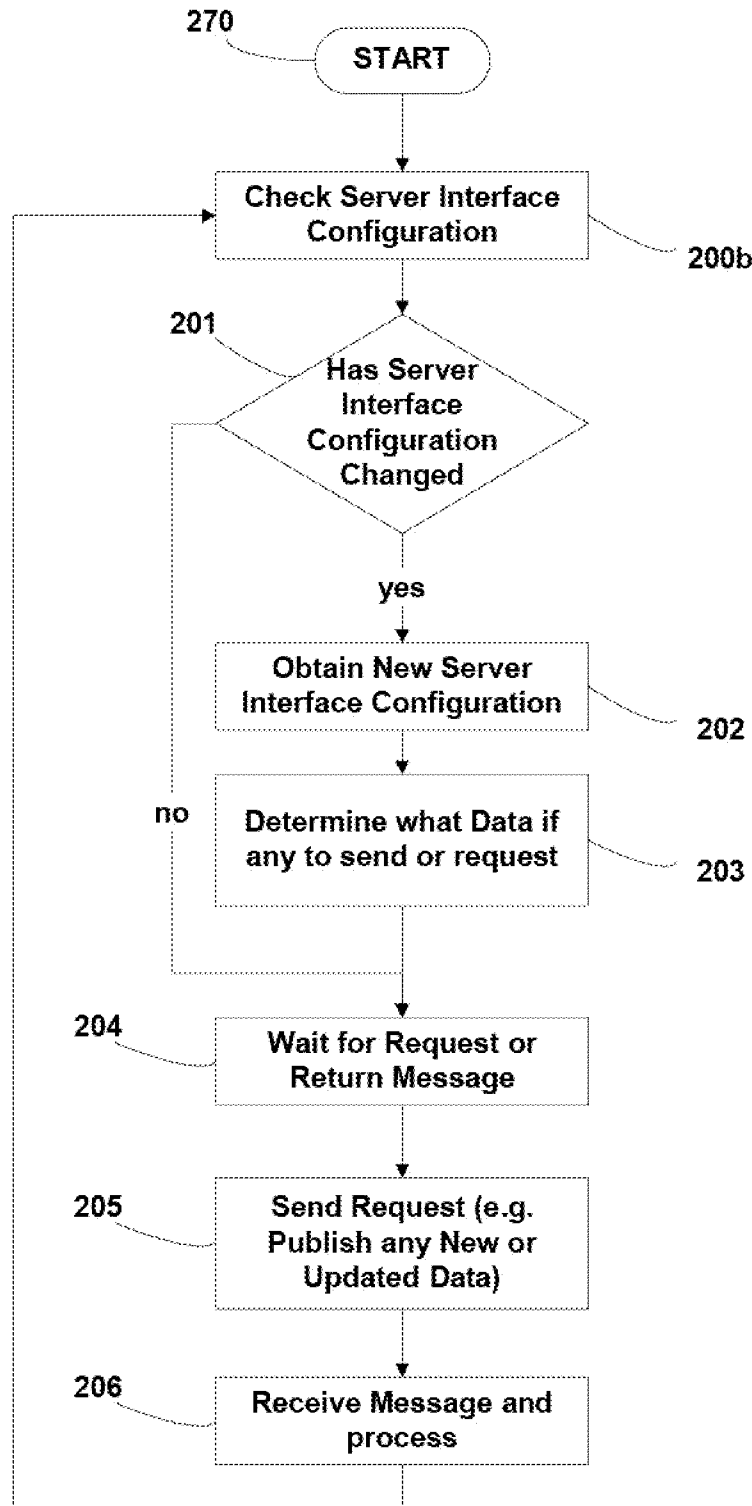 270
START
Check Server Interface
Configuration
200b
201
Has Server
Interface
Configuration
Changed
yes
Obtain New Server
Interface Configuration
202
no
Determine what Data if
any to send or request
203
204
Wait for Request or
Return Message
205
Send Request (e.g.
Publish any New or
Updated Data)
206
Receive Message and
process